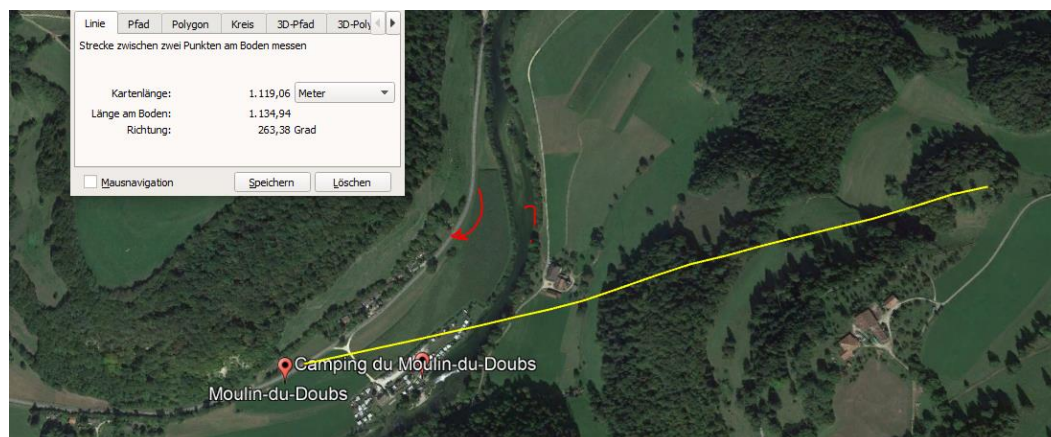 Linie Pfad Polygon Kreis 3D-Pfad 3D-Poly
Strecke zwischen zwei Punkten am Boden messen
Kartenlänge: 1.119,06 Meter
Länge am Boden: 1.134,94
Richtung: 263,38 Grad
Mausnavigation Speichern Löschen
Camping du Moulin-du-Doubs
Moulin-du-Doubs